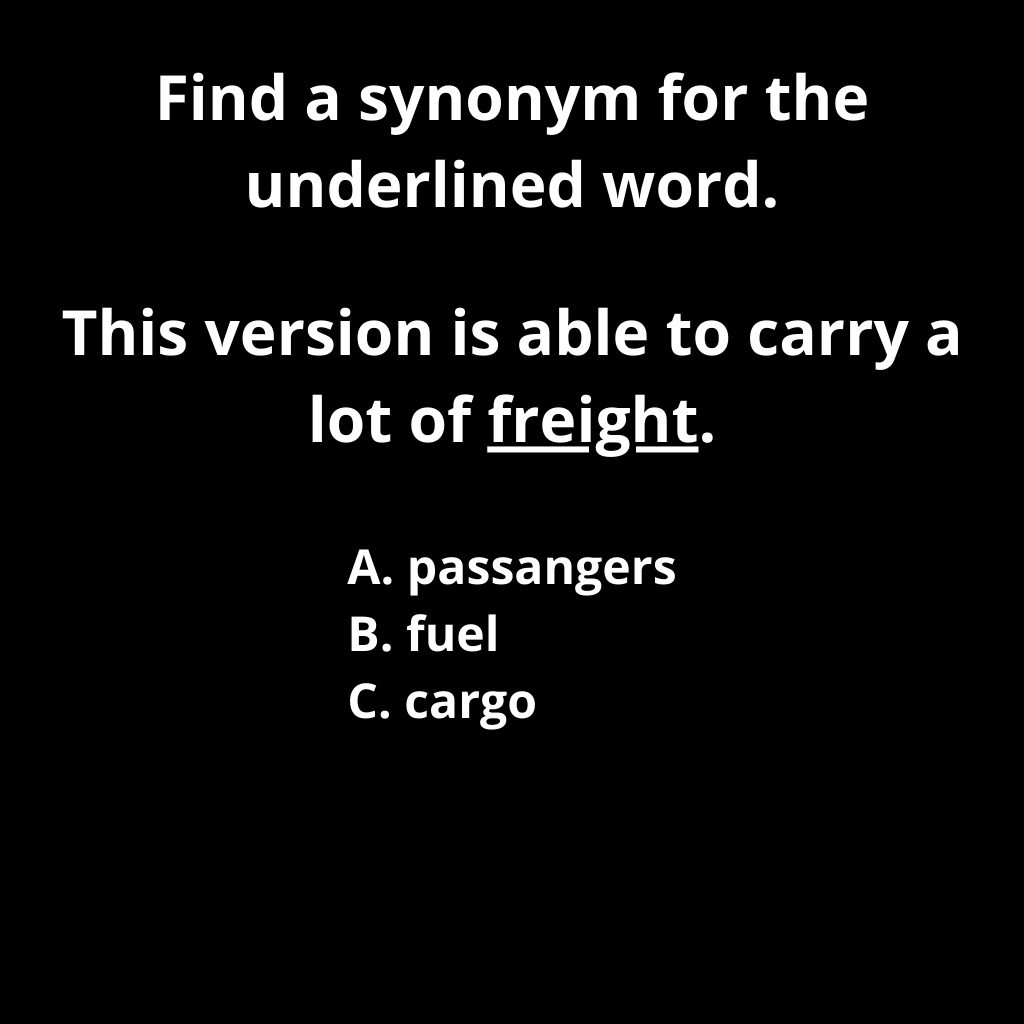 Find a synonym for the
underlined word.
This version is able to carry a
lot of freight.
A. passangers
B. fuel
C. cargo